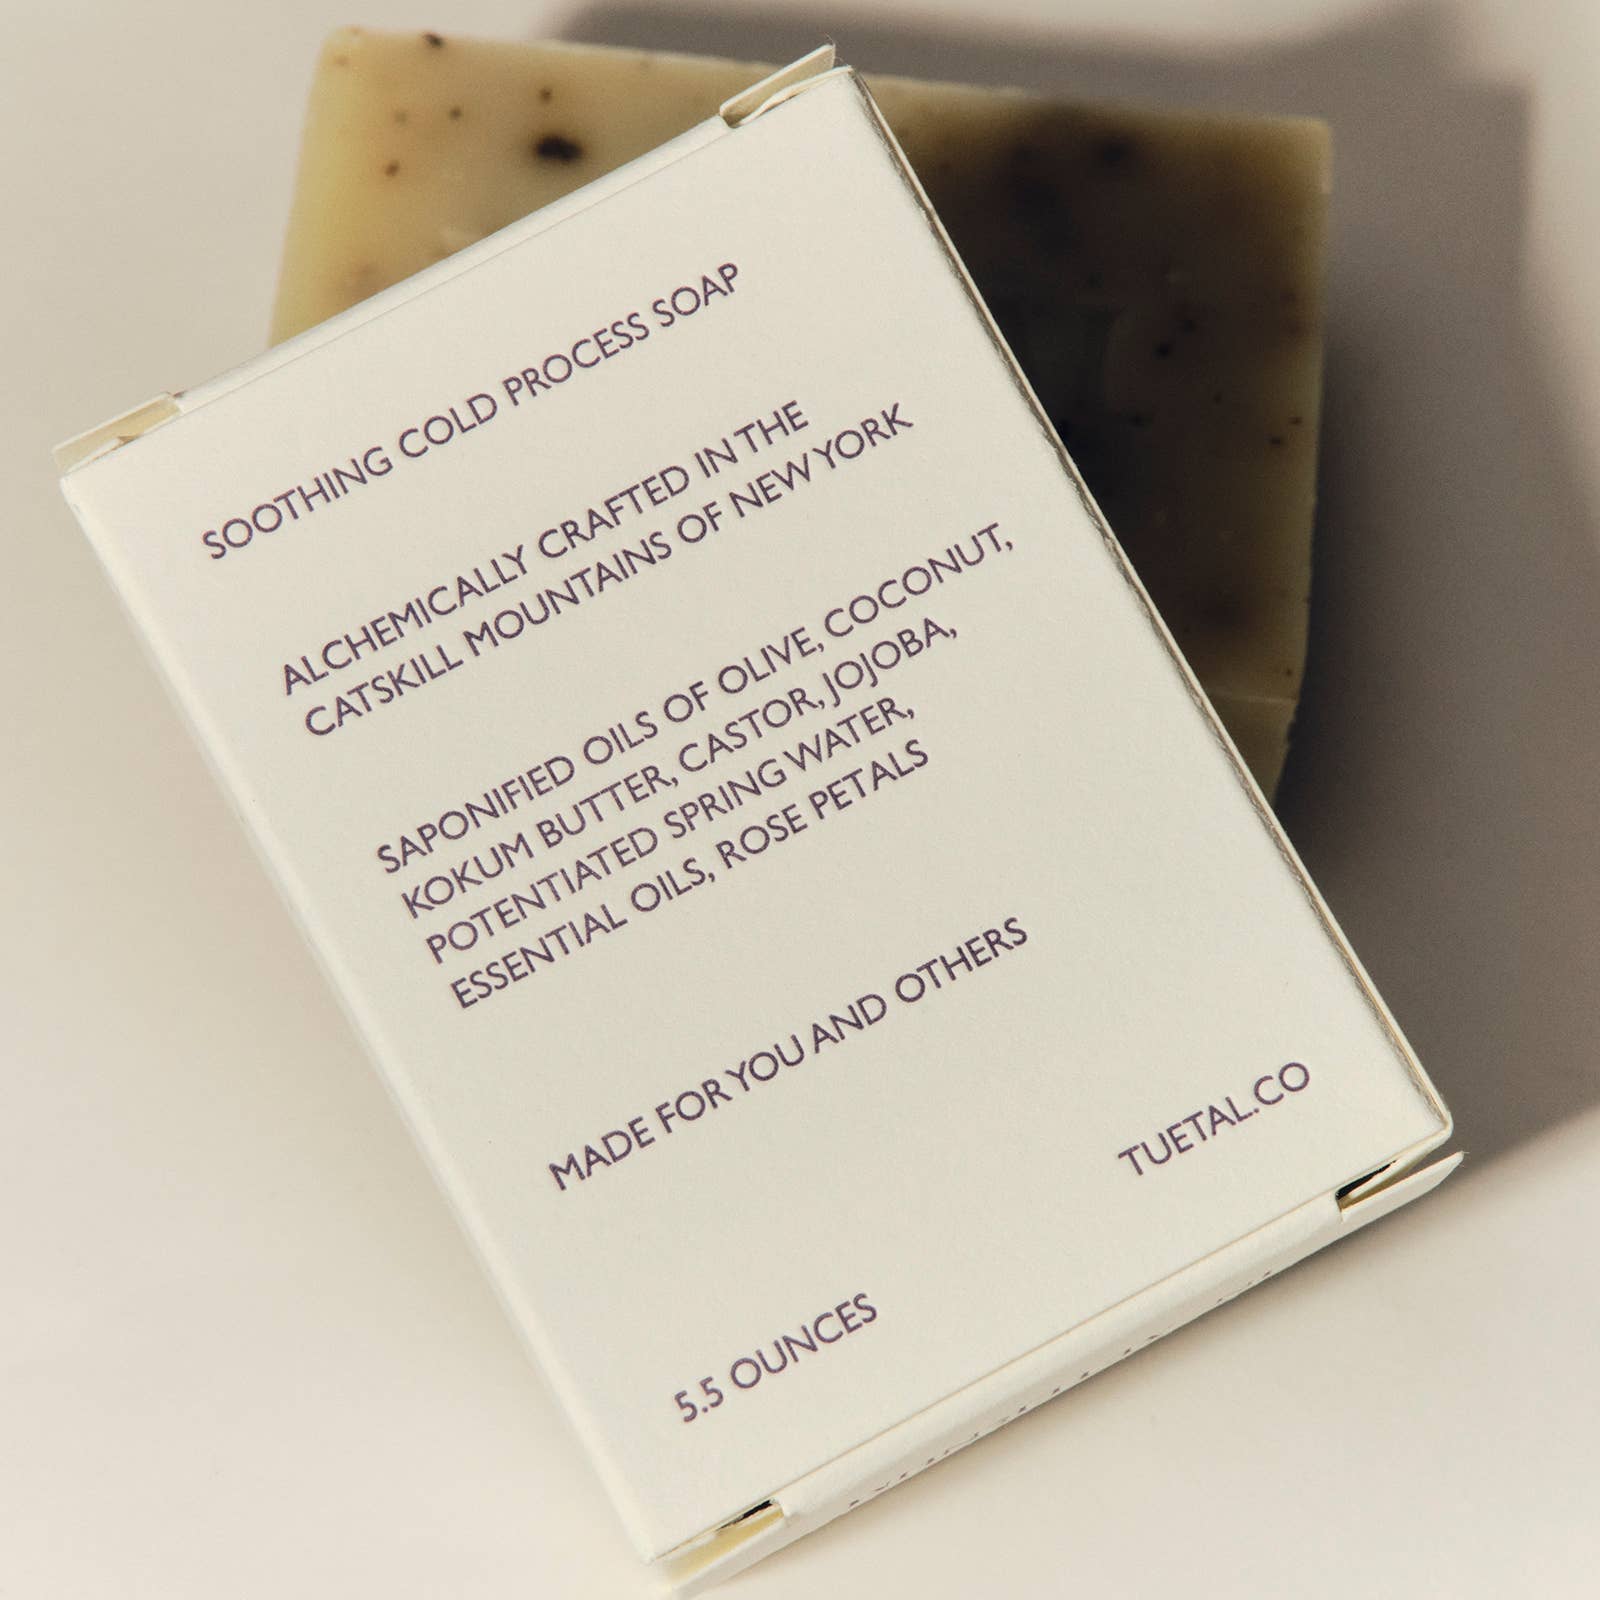 SOOTHING COLD PROCESS SOAP
ALCHEMICALLY CRAFTED IN THE
CATSKILL MOUNTAINS OF NEW YORK
SAPONIFIED OILS OF OLIVE, COCONUT,
KOKUM BUTTER, CASTOR, JOJOBA,
POTENTIATED SPRING WATER,
ESSENTIAL OILS, ROSE PETALS
MADE FOR YOU AND OTHERS
TUETAL.CO
5.5 OUNCES